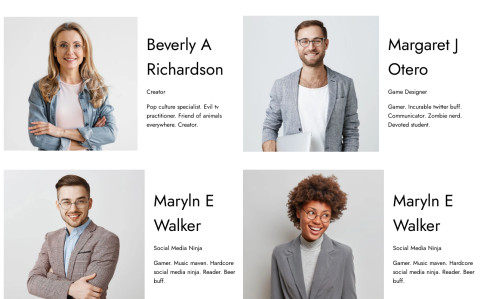 Beverly A
Richardson
Creator
Pop culture specialist. Evil tv
practitioner. Friend of animals
everywhere. Creator.
Margaret J
Otero
Game Designer
Gamer. Incurable twitter buff.
Communicator. Zombie nerd.
Devoted student.
Maryln E
Walker
Social Media Ninja
Gamer. Music maven. Hardcore
social media ninja. Reader. Beer
buff.
Maryln E
Walker
Social Media Ninja
Gamer. Music maven. Hardcore
social media ninja. Reader. Beer
buff.